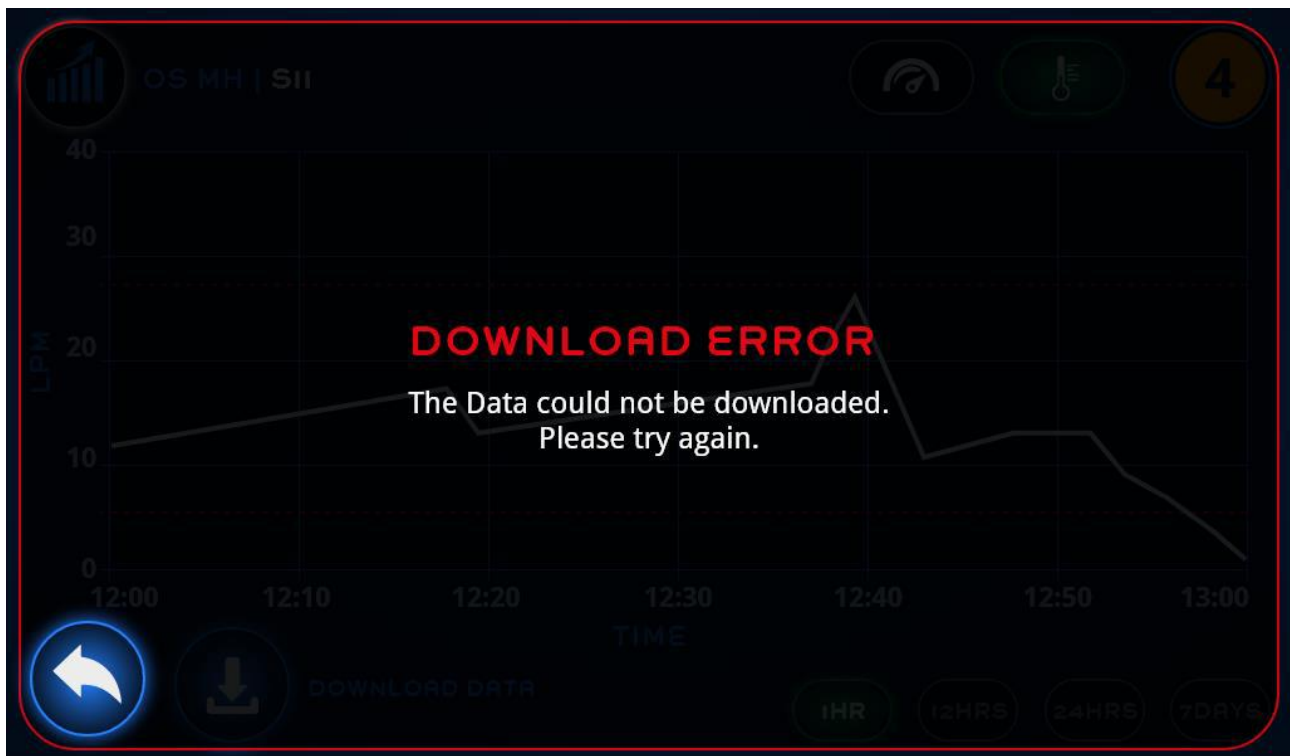 OS MH | S11
4
40
30
20
10
0
LPM
DOWNLOAD ERROR
The Data could not be downloaded.
Please try again.
12:00 12:10 12:20 12:30 12:40 12:50 13:00
TIME
DOWNLOAD DATA
1HR 12HRS 24HRS 7DAYS